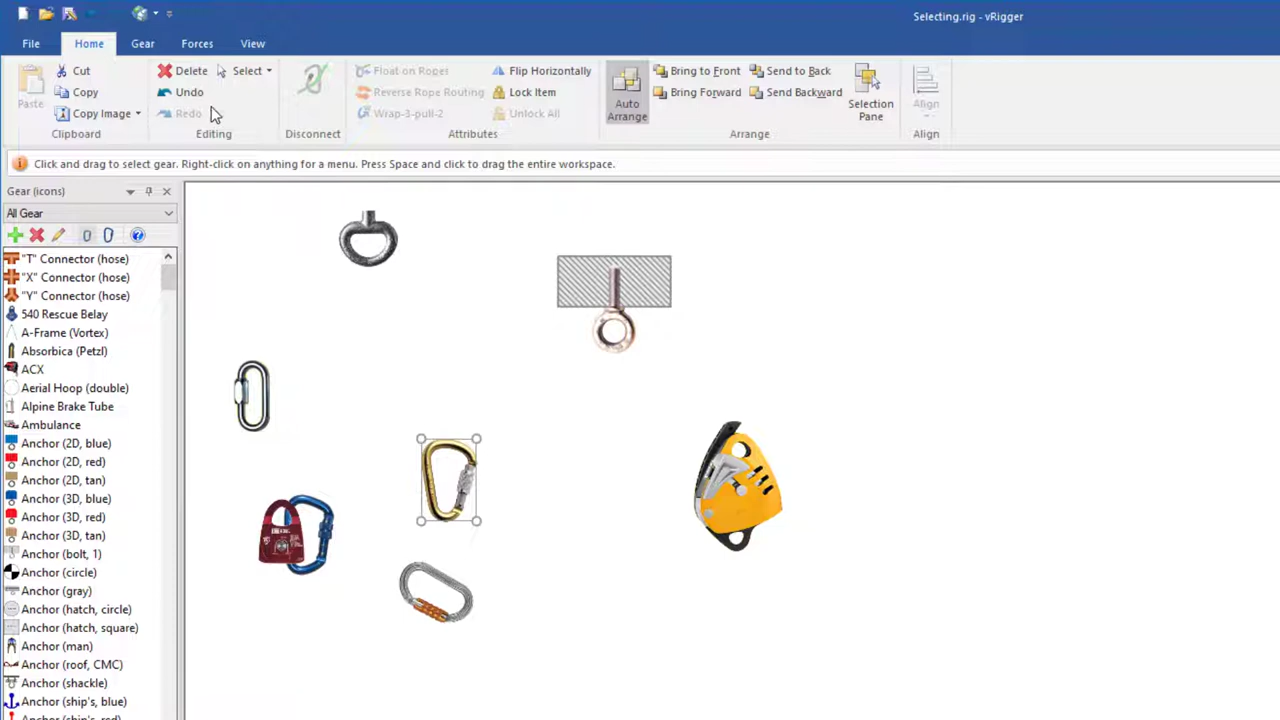 Selecting.rig - vRigger
File Home Gear Forces View
Paste Cut Copy Copy Image Clipboard
Delete Select Undo Redo Editing
Disconnect Disconnect
Float on Ropes Reverse Rope Routing Wrap-3-pull-2 Flip Horizontally Lock Item Unlock All Attributes
Auto Arrange Bring to Front Bring Forward Send to Back Send Backward Selection Pane Arrange
Align Align
Click and drag to select gear. Right-click on anything for a menu. Press Space and click to drag the entire workspace.
Gear (icons)
All Gear
"T" Connector (hose)
"X" Connector (hose)
"Y" Connector (hose)
540 Rescue Belay
A-Frame (Vortex)
Absorbica (Petzl)
ACX
Aerial Hoop (double)
Alpine Brake Tube
Ambulance
Anchor (2D, blue)
Anchor (2D, red)
Anchor (2D, tan)
Anchor (3D, blue)
Anchor (3D, red)
Anchor (3D, tan)
Anchor (bolt, 1)
Anchor (circle)
Anchor (gray)
Anchor (hatch, circle)
Anchor (hatch, square)
Anchor (man)
Anchor (roof, CMC)
Anchor (shackle)
Anchor (ship's, blue)
Anchor (ship's, red)